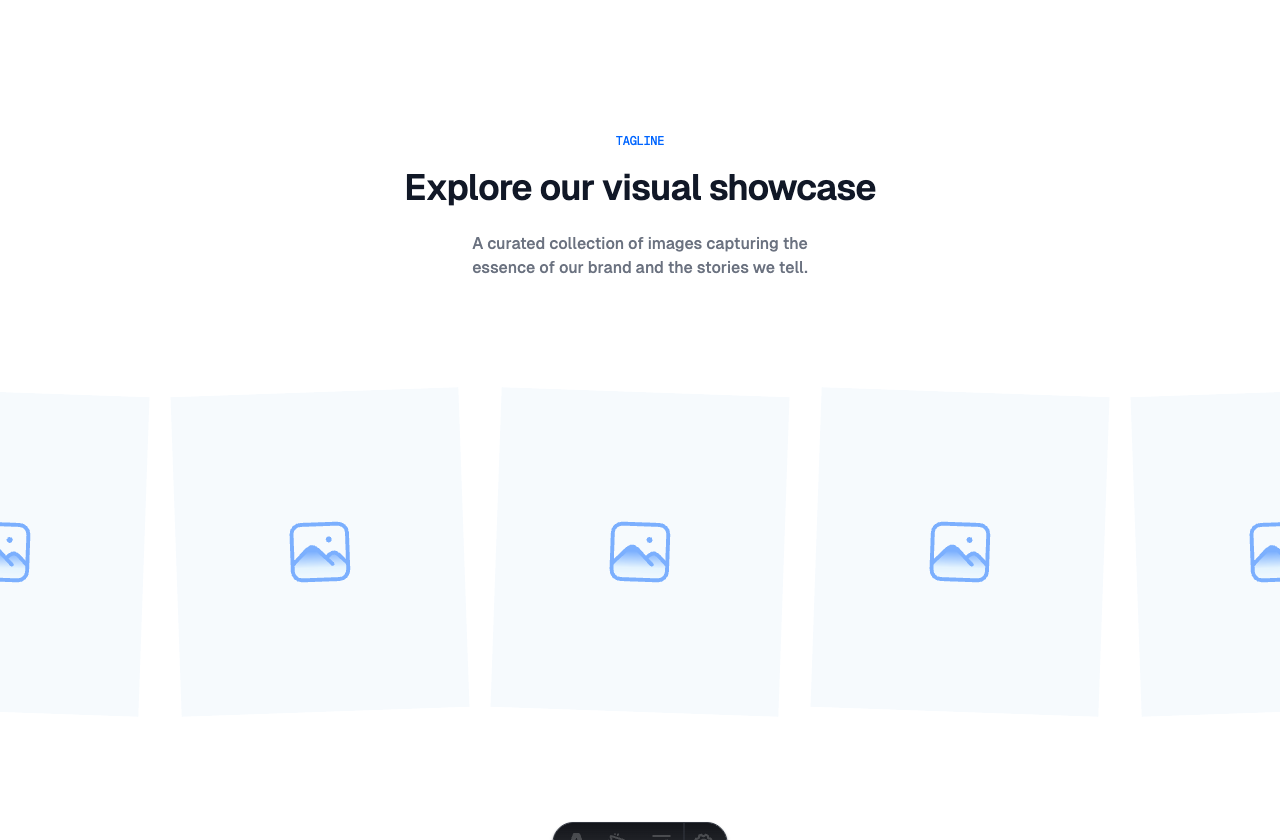 TAGLINE
Explore our visual showcase
A curated collection of images capturing the
essence of our brand and the stories we tell.